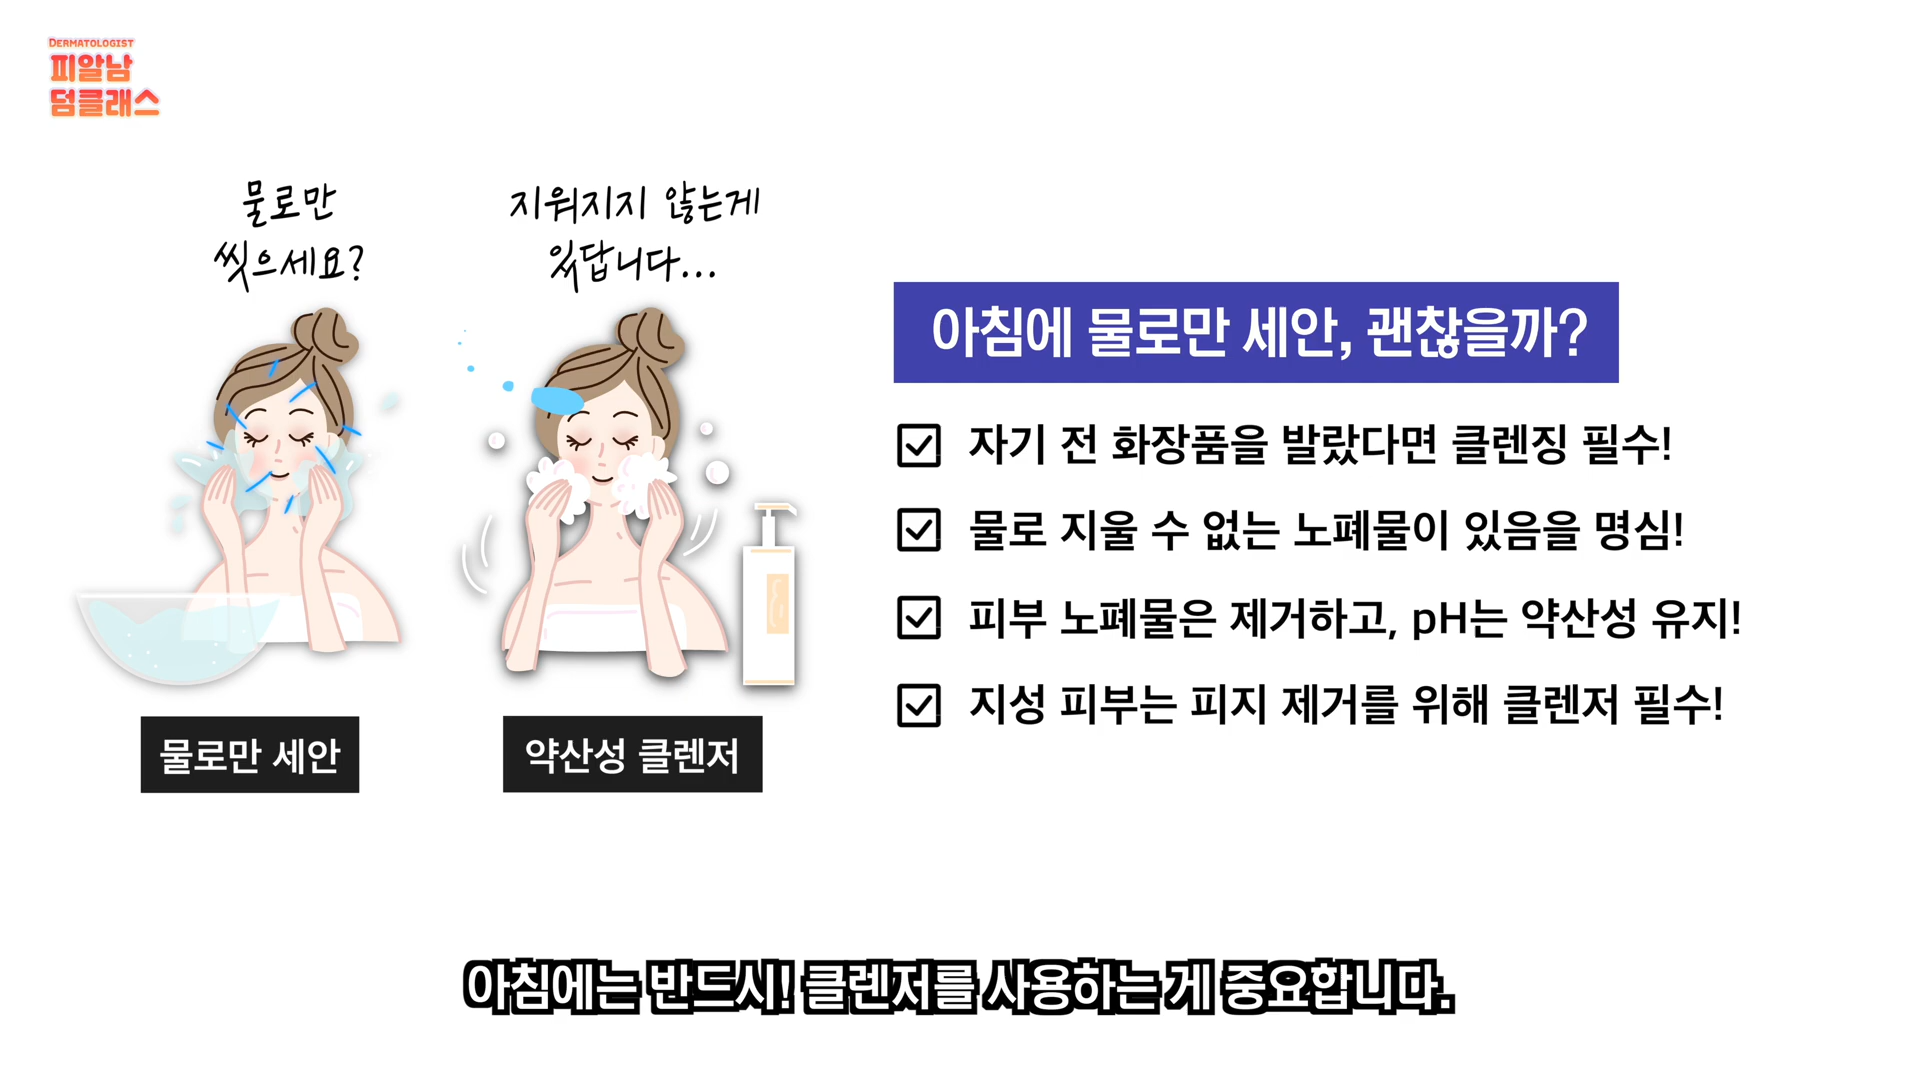 DERMATOLOGIST
피알남
덤클래스
물로만
씻으세요?
지워지지 않는게
있답니다...
아침에 물로만 세안, 괜찮을까?
자기 전 화장품을 발랐다면 클렌징 필수!
물로 지울 수 없는 노폐물이 있음을 명심!
피부 노폐물은 제거하고, pH는 약산성 유지!
지성 피부는 피지 제거를 위해 클렌저 필수!
물로만 세안
약산성 클렌저
아침에는 반드시! 클렌저를 사용하는 게 중요합니다.